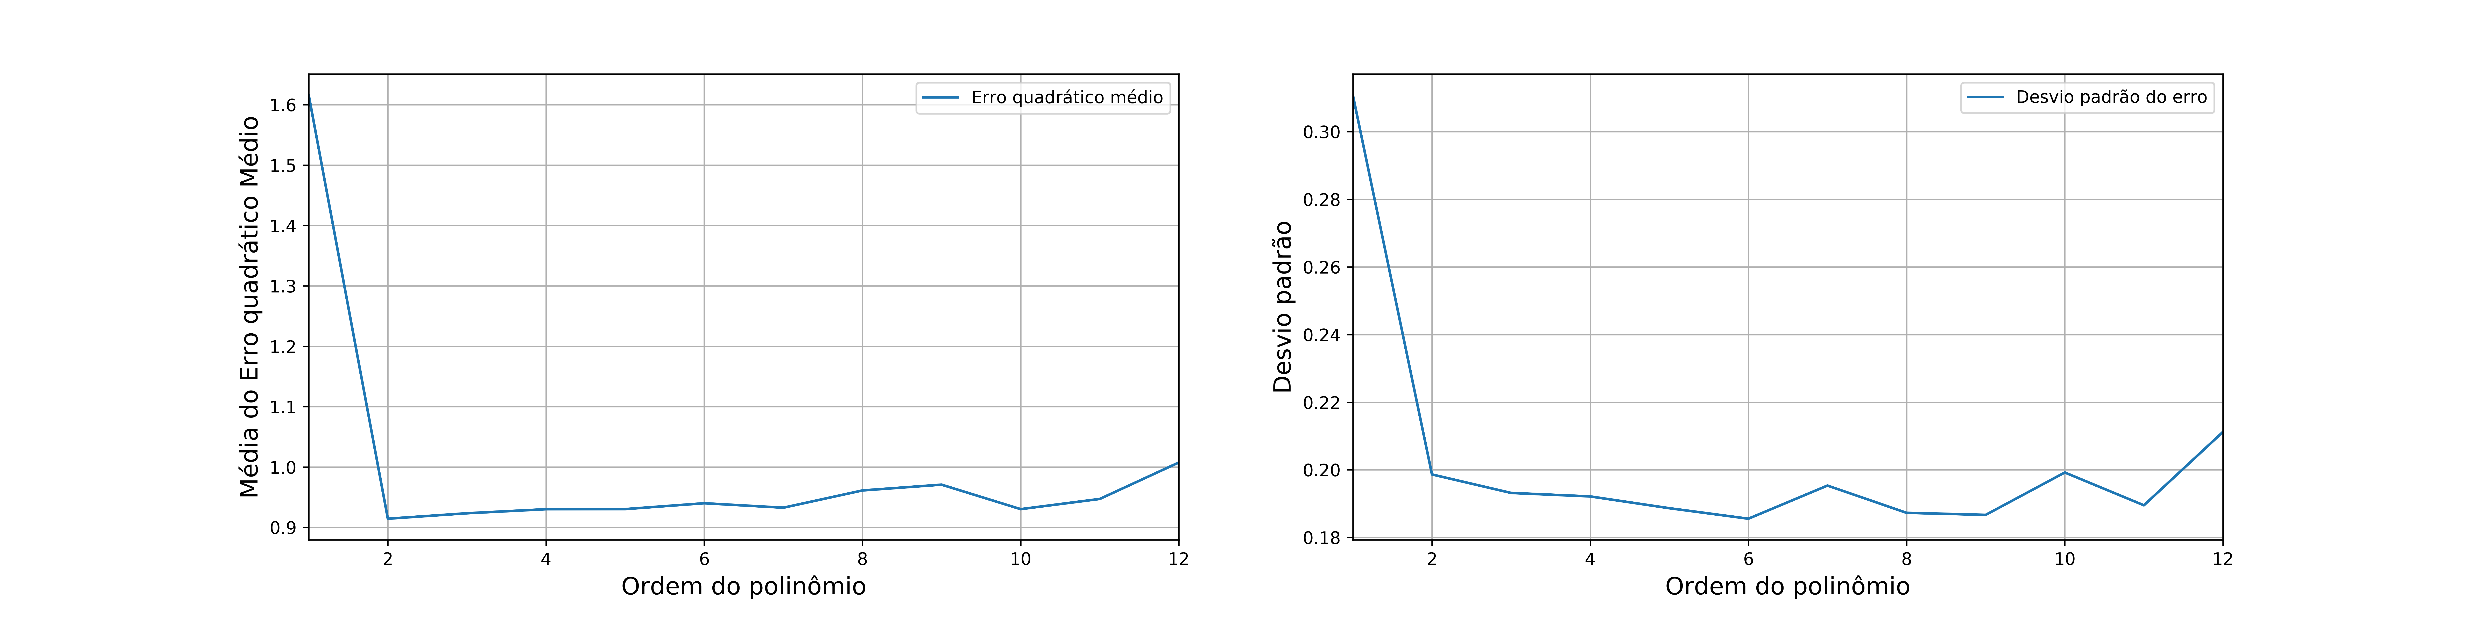 Erro quadrático médio
Média do Erro quadrático Médio
1.6
1.5
1.4
1.3
1.2
1.1
1.0
0.9
2 4 6 8 10 12
Ordem do polinômio
Desvio padrão do erro
Desvio padrão
0.30
0.28
0.26
0.24
0.22
0.20
0.18
2 4 6 8 10 12
Ordem do polinômio